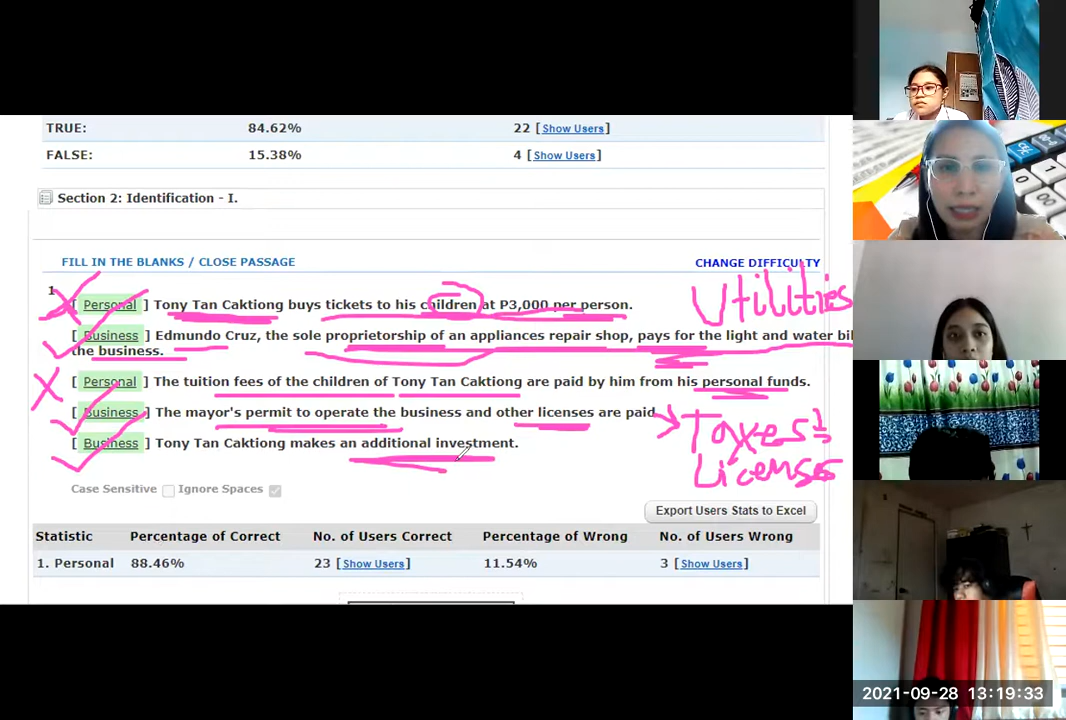 TRUE: 84.62% 22 [Show Users]
FALSE: 15.38% 4 [Show Users]
Section 2: Identification - I.
FILL IN THE BLANKS / CLOSE PASSAGE CHANGE DIFFICULTY
1
[ Personal ] Tony Tan Caktiong buys tickets to his children at P3,000 per person.
Utilities
[ Business ] Edmundo Cruz, the sole proprietorship of an appliances repair shop, pays for the light and water bil
the business.
[ Personal ] The tuition fees of the children of Tony Tan Caktiong are paid by him from his personal funds.
[ Business ] The mayor's permit to operate the business and other licenses are paid
Taxes &
Licenses
[ Business ] Tony Tan Caktiong makes an additional investment.
Case Sensitive Ignore Spaces
Export Users Stats to Excel
Statistic Percentage of Correct No. of Users Correct Percentage of Wrong No. of Users Wrong
1. Personal 88.46% 23 [Show Users] 11.54% 3 [Show Users]
2021-09-28 13:19:33